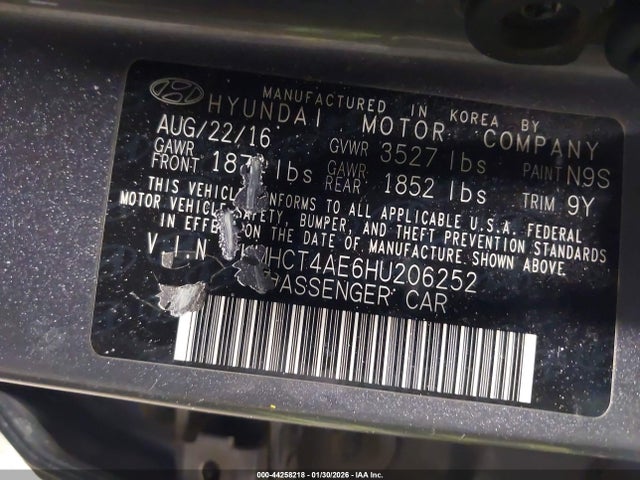 MANUFACTURED IN KOREA BY
HYUNDAI MOTOR COMPANY
AUG/22/16 GVWR 3527 lbs PAINT N9S
GAWR FRONT lbs GAWR REAR 1852 lbs TRIM 9Y
THIS VEHICLE CONFORMS TO ALL APPLICABLE U.S.A. FEDERAL
MOTOR VEHICLE SAFETY, BUMPER, AND THEFT PREVENTION STANDARDS
IN EFFECT ON THE DATE OF MANUFACTURE SHOWN ABOVE.
V.I.N MHCT4AE6HU206252
PASSENGER CAR
000-44258218 - 01/30/2026 - IAA Inc.